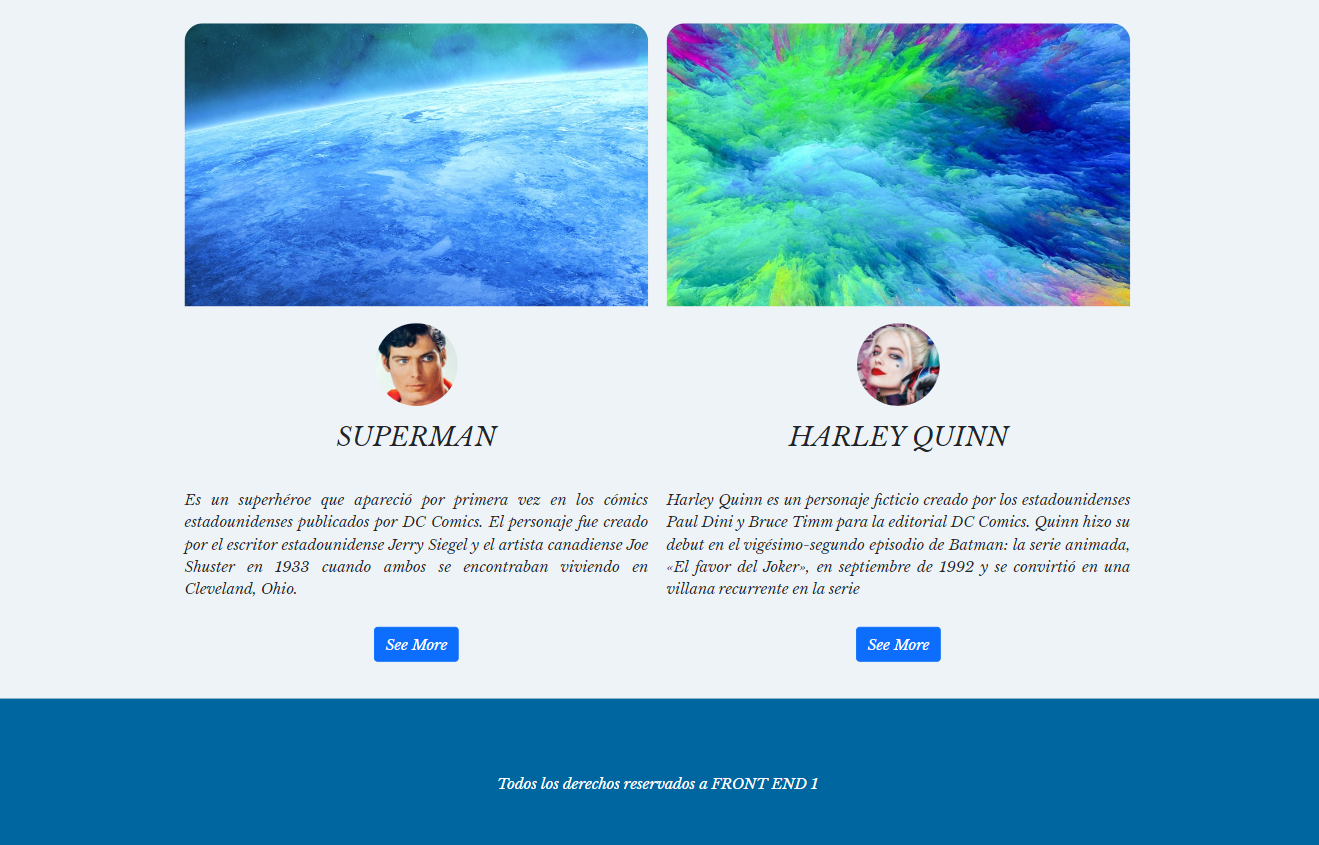 SUPERMAN
Es un superhéroe que apareció por primera vez en los cómics
estadounidenses publicados por DC Comics. El personaje fue creado
por el escritor estadounidense Jerry Siegel y el artista canadiense Joe
Shuster en 1933 cuando ambos se encontraban viviendo en
Cleveland, Ohio.
See More
HARLEY QUINN
Harley Quinn es un personaje ficticio creado por los estadounidenses
Paul Dini y Bruce Timm para la editorial DC Comics. Quinn hizo su
debut en el vigésimo-segundo episodio de Batman: la serie animada,
«El favor del Joker», en septiembre de 1992 y se convirtió en una
villana recurrente en la serie
See More
Todos los derechos reservados a FRONT END 1